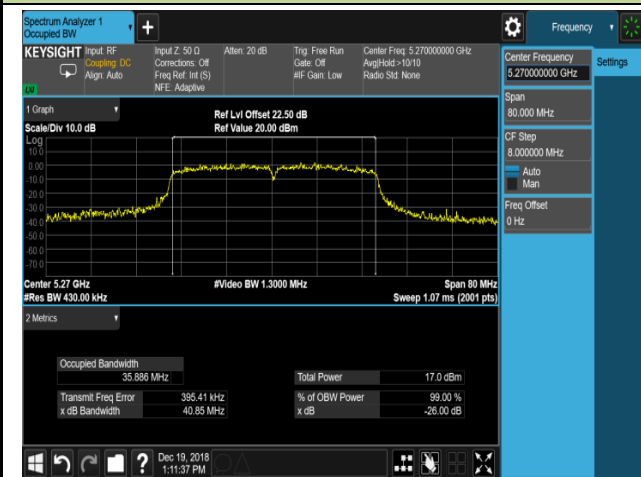 Spectrum Analyzer 1
Occupied BW
Frequency
KEYSIGHT
Input: RF
Coupling: DC
Align: Auto
Input Z: 50 Ω
Corrections: Off
Freq Ref: Int (S)
NFE: Adaptive
Atten: 20 dB
Trig: Free Run
Gate: Off
#IF Gain: Low
Center Freq: 5.270000000 GHz
Avg|Hold:>10/10
Radio Std: None
LXI
Center Frequency
5.270000000 GHz
Settings
Span
80.000 MHz
CF Step
8.000000 MHz
Auto
Man
Freq Offset
0 Hz
1 Graph
Scale/Div 10.0 dB
Ref Lvl Offset 22.50 dB
Ref Value 20.00 dBm
Log
10.0
0.00
-10.0
-20.0
-30.0
-40.0
-50.0
-60.0
-70.0
Center 5.27 GHz
#Res BW 430.00 kHz
#Video BW 1.3000 MHz
Span 80 MHz
Sweep 1.07 ms (2001 pts)
2 Metrics
Occupied Bandwidth
35.886 MHz
Transmit Freq Error 395.41 kHz
x dB Bandwidth 40.85 MHz
Total Power 17.0 dBm
% of OBW Power 99.00 %
x dB -26.00 dB
?
Dec 19, 2018
1:11:37 PM